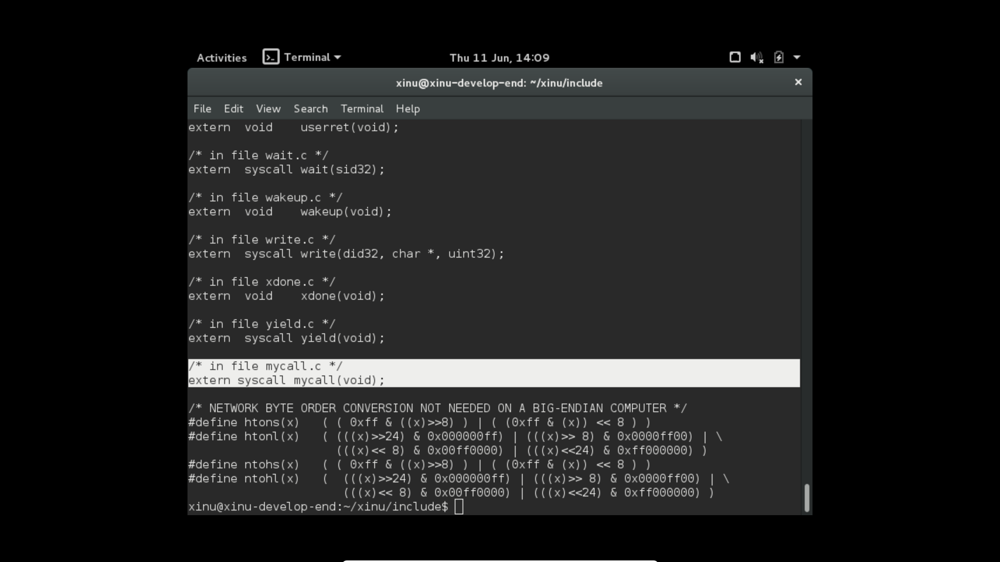 Activities Terminal Thu 11 Jun, 14:09
xinu@xinu-develop-end: ~/xinu/include
File Edit View Search Terminal Help
extern  void    userret(void);
/* in file wait.c */
extern  syscall wait(sid32);
/* in file wakeup.c */
extern  void    wakeup(void);
/* in file write.c */
extern  syscall write(did32, char *, uint32);
/* in file xdone.c */
extern  void    xdone(void);
/* in file yield.c */
extern  syscall yield(void);
/* in file mycall.c */
extern syscall mycall(void);
/* NETWORK BYTE ORDER CONVERSION NOT NEEDED ON A BIG-ENDIAN COMPUTER */
#define htons(x)   ( ( 0xff & ((x)>>8) ) | ( (0xff & (x)) << 8 ) )
#define htonl(x)   ( (((x)>>24) & 0x000000ff) | (((x)>> 8) & 0x0000ff00) | \
                     (((x)<< 8) & 0x00ff0000) | (((x)<<24) & 0xff000000) )
#define ntohs(x)   ( ( 0xff & ((x)>>8) ) | ( (0xff & (x)) << 8 ) )
#define ntohl(x)   (  (((x)>>24) & 0x000000ff) | (((x)>> 8) & 0x0000ff00) | \
                      (((x)<< 8) & 0x00ff0000) | (((x)<<24) & 0xff000000) )
xinu@xinu-develop-end:~/xinu/include$